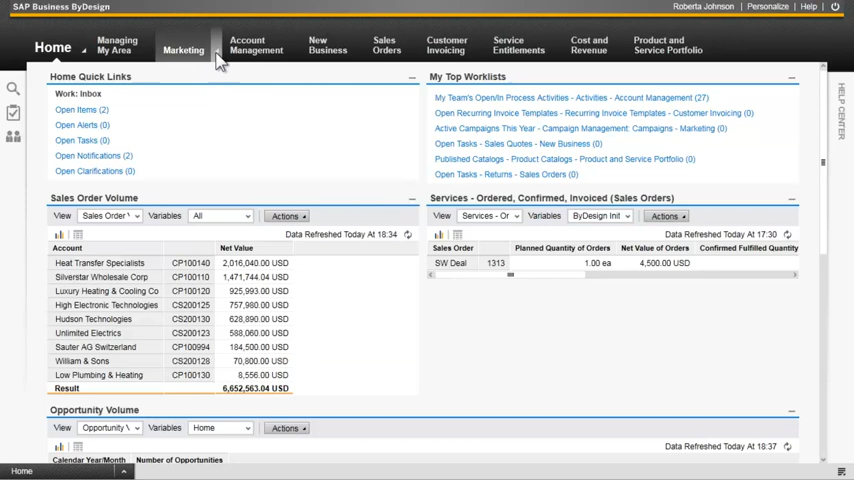 SAP Business ByDesign
Roberta Johnson | Personalize | Help |
Home
Managing My Area
Marketing
Account Management
New Business
Sales Orders
Customer Invoicing
Service Entitlements
Cost and Revenue
Product and Service Portfolio
HELP CENTER
Home Quick Links
Work: Inbox
Open Items (2)
Open Alerts (0)
Open Tasks (0)
Open Notifications (2)
Open Clarifications (0)
My Top Worklists
My Team's Open/In Process Activities - Activities - Account Management (27)
Open Recurring Invoice Templates - Recurring Invoice Templates - Customer Invoicing (0)
Active Campaigns This Year - Campaign Management: Campaigns - Marketing (0)
Open Tasks - Sales Quotes - New Business (0)
Published Catalogs - Product Catalogs - Product and Service Portfolio (0)
Open Tasks - Returns - Sales Orders (0)
Sales Order Volume
View Sales Order Variables All Actions
Data Refreshed Today At 18:34
Account Net Value
Heat Transfer Specialists CP100140 2,016,040.00 USD
Silverstar Wholesale Corp CP100110 1,471,744.04 USD
Luxury Heating & Cooling Co CP100120 925,993.00 USD
High Electronic Technologies CS200125 757,980.00 USD
Hudson Technologies CS200130 628,890.00 USD
Unlimited Electrics CS200123 588,060.00 USD
Sauter AG Switzerland CP100994 184,500.00 USD
William & Sons CS200128 70,800.00 USD
Low Plumbing & Heating CP100130 8,556.00 USD
Result 6,652,563.04 USD
Services - Ordered, Confirmed, Invoiced (Sales Orders)
View Services - Or Variables ByDesign Init Actions
Data Refreshed Today At 17:30
Sales Order Planned Quantity of Orders Net Value of Orders Confirmed Fulfilled Quantity
SW Deal 1313 1.00 ea 4,500.00 USD
Opportunity Volume
View Opportunity Variables Home Actions
Data Refreshed Today At 18:37
Calendar Year/Month Number of Opportunities
Home